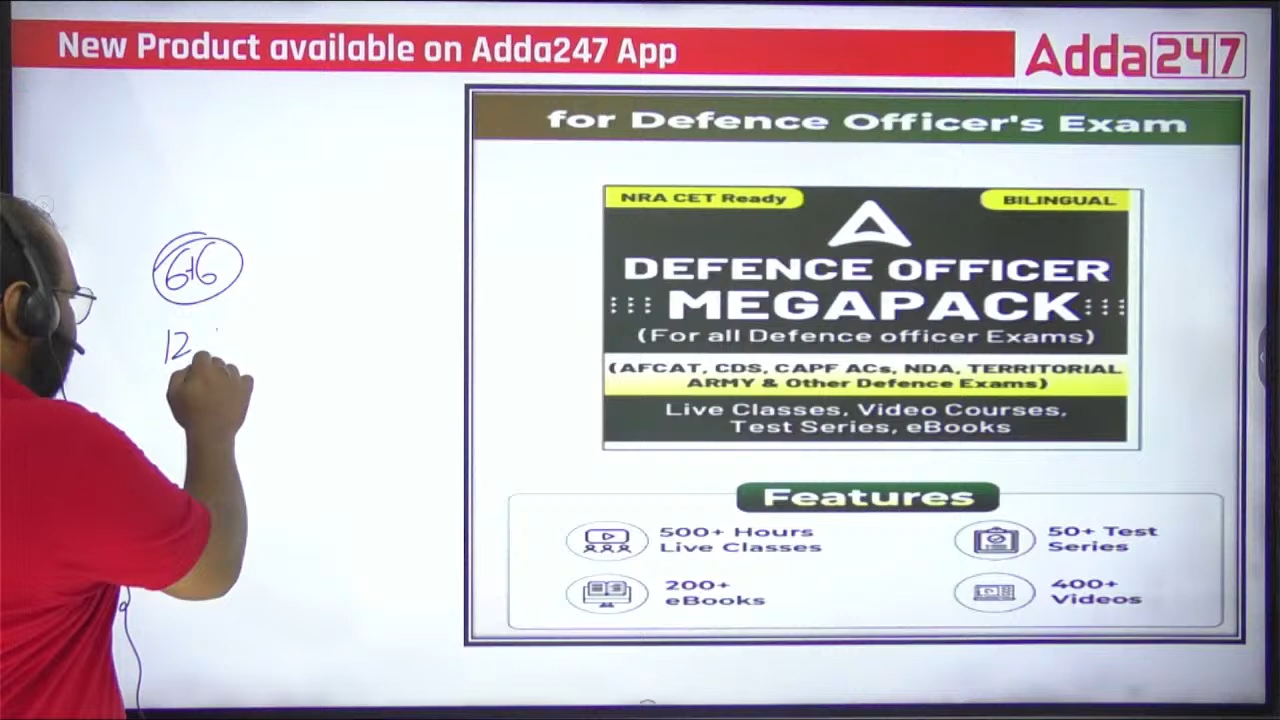 New Product available on Adda247 App
Adda247
for Defence Officer's Exam
NRA CET Ready
BILINGUAL
DEFENCE OFFICER
MEGAPACK
(For all Defence officer Exams)
(AFCAT, CDS, CAPF ACs, NDA, TERRITORIAL
ARMY & Other Defence Exams)
Live Classes, Video Courses,
Test Series, eBooks
6+6
12
Features
500+ Hours
Live Classes
50+ Test
Series
200+
eBooks
400+
Videos